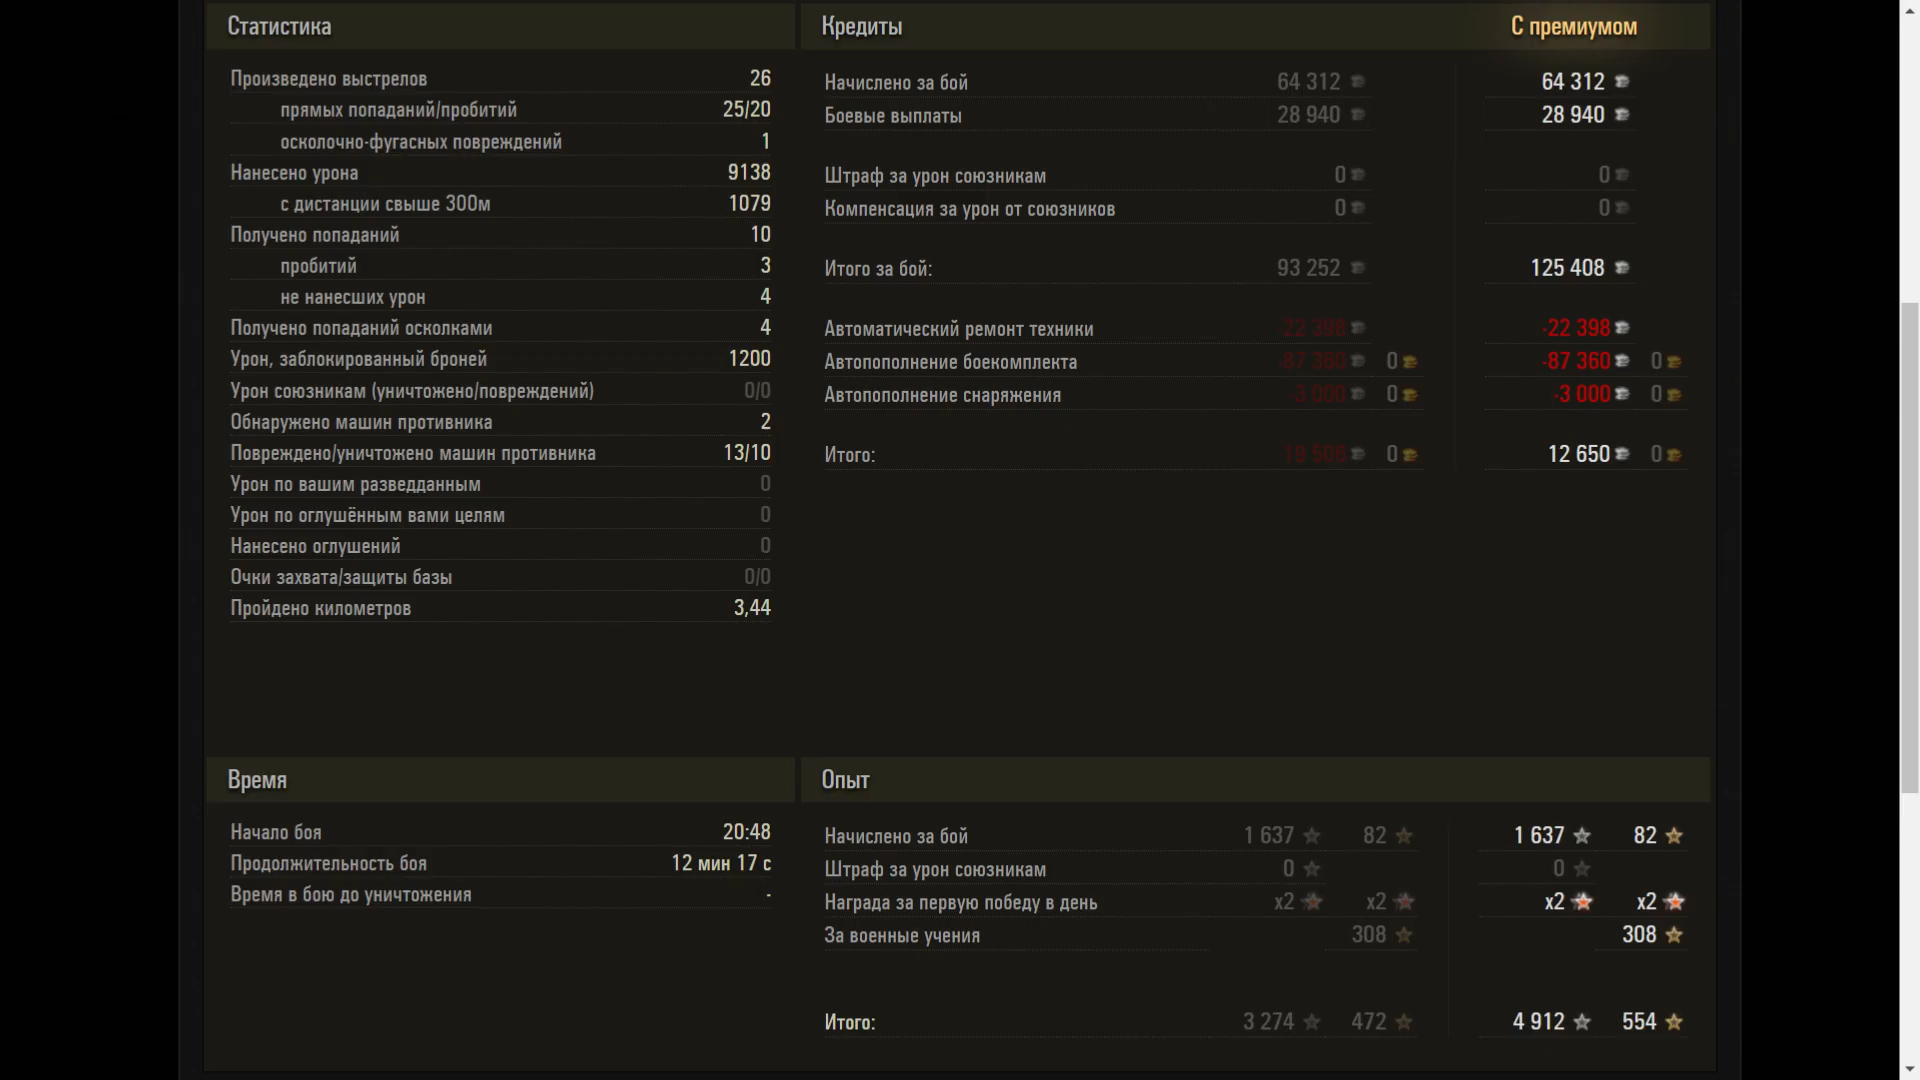 Статистика
Произведено выстрелов 26
прямых попаданий/пробитий 25/20
осколочно-фугасных повреждений 1
Нанесено урона 9138
с дистанции свыше 300м 1079
Получено попаданий 10
пробитий 3
не нанесших урон 4
Получено попаданий осколками 4
Урон, заблокированный броней 1200
Урон союзникам (уничтожено/повреждений) 0/0
Обнаружено машин противника 2
Повреждено/уничтожено машин противника 13/10
Урон по вашим разведданным 0
Урон по оглушённым вами целям 0
Нанесено оглушений 0
Очки захвата/защиты базы 0/0
Пройдено километров 3,44
Кредиты С премиумом
Начислено за бой 64 312 64 312
Боевые выплаты 28 940 28 940
Штраф за урон союзникам 0 0
Компенсация за урон от союзников 0 0
Итого за бой: 93 252 125 408
Автоматический ремонт техники -22 398 -22 398
Автопополнение боекомплекта -87 360 0 -87 360 0
Автопополнение снаряжения -3 000 0 -3 000 0
Итого: -19 506 0 12 650 0
Время
Начало боя 20:48
Продолжительность боя 12 мин 17 с
Время в бою до уничтожения -
Опыт
Начислено за бой 1 637 82 1 637 82
Штраф за урон союзникам 0 0
Награда за первую победу в день x2 x2 x2 x2
За военные учения 308 308
Итого: 3 274 472 4 912 554